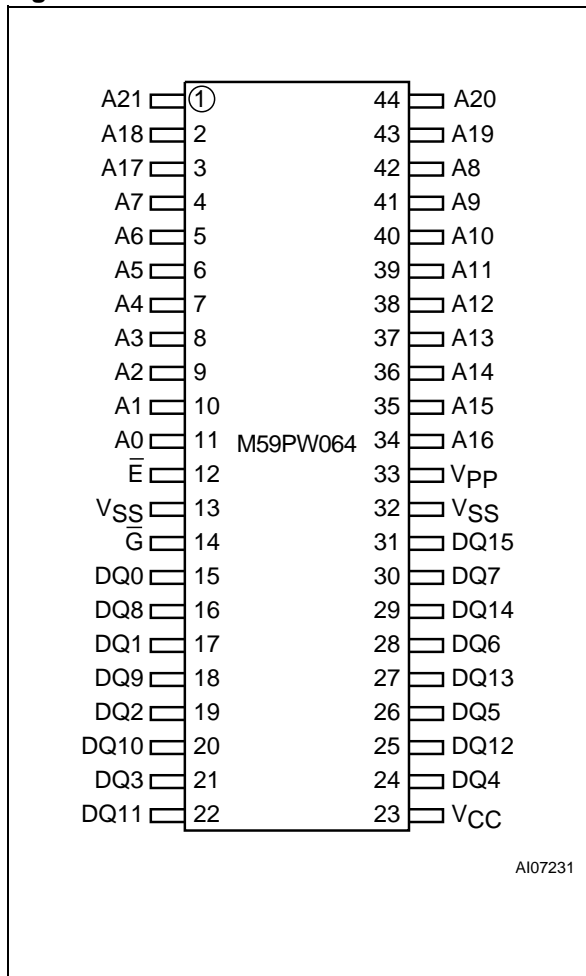 A21 1 44 A20
A18 2 43 A19
A17 3 42 A8
A7 4 41 A9
A6 5 40 A10
A5 6 39 A11
A4 7 38 A12
A3 8 37 A13
A2 9 36 A14
A1 10 35 A15
A0 11 M59PW064 34 A16
E̅ 12 33 VPP
VSS 13 32 VSS
G̅ 14 31 DQ15
DQ0 15 30 DQ7
DQ8 16 29 DQ14
DQ1 17 28 DQ6
DQ9 18 27 DQ13
DQ2 19 26 DQ5
DQ10 20 25 DQ12
DQ3 21 24 DQ4
DQ11 22 23 VCC
AI07231